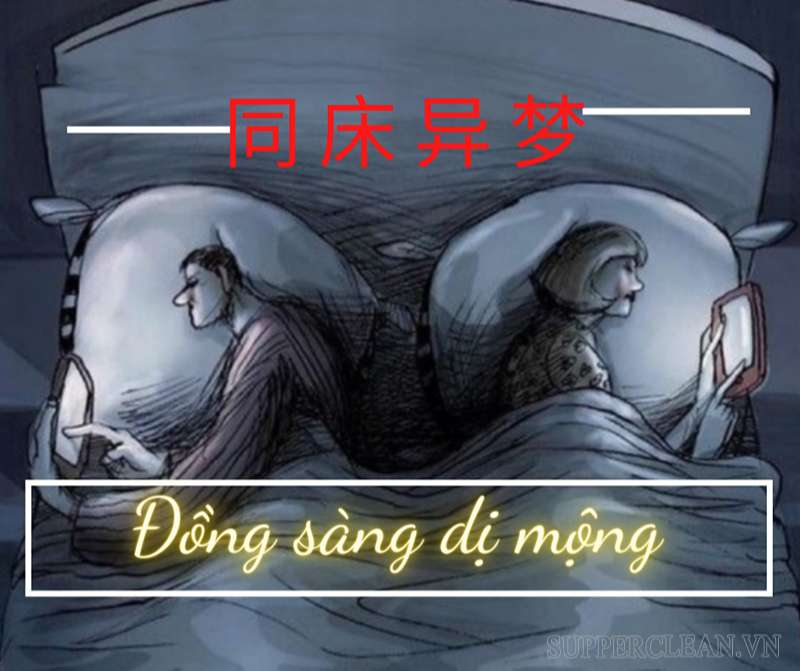 同床异梦
Đồng sàng dị mộng
SUPPERCLEAN.VN